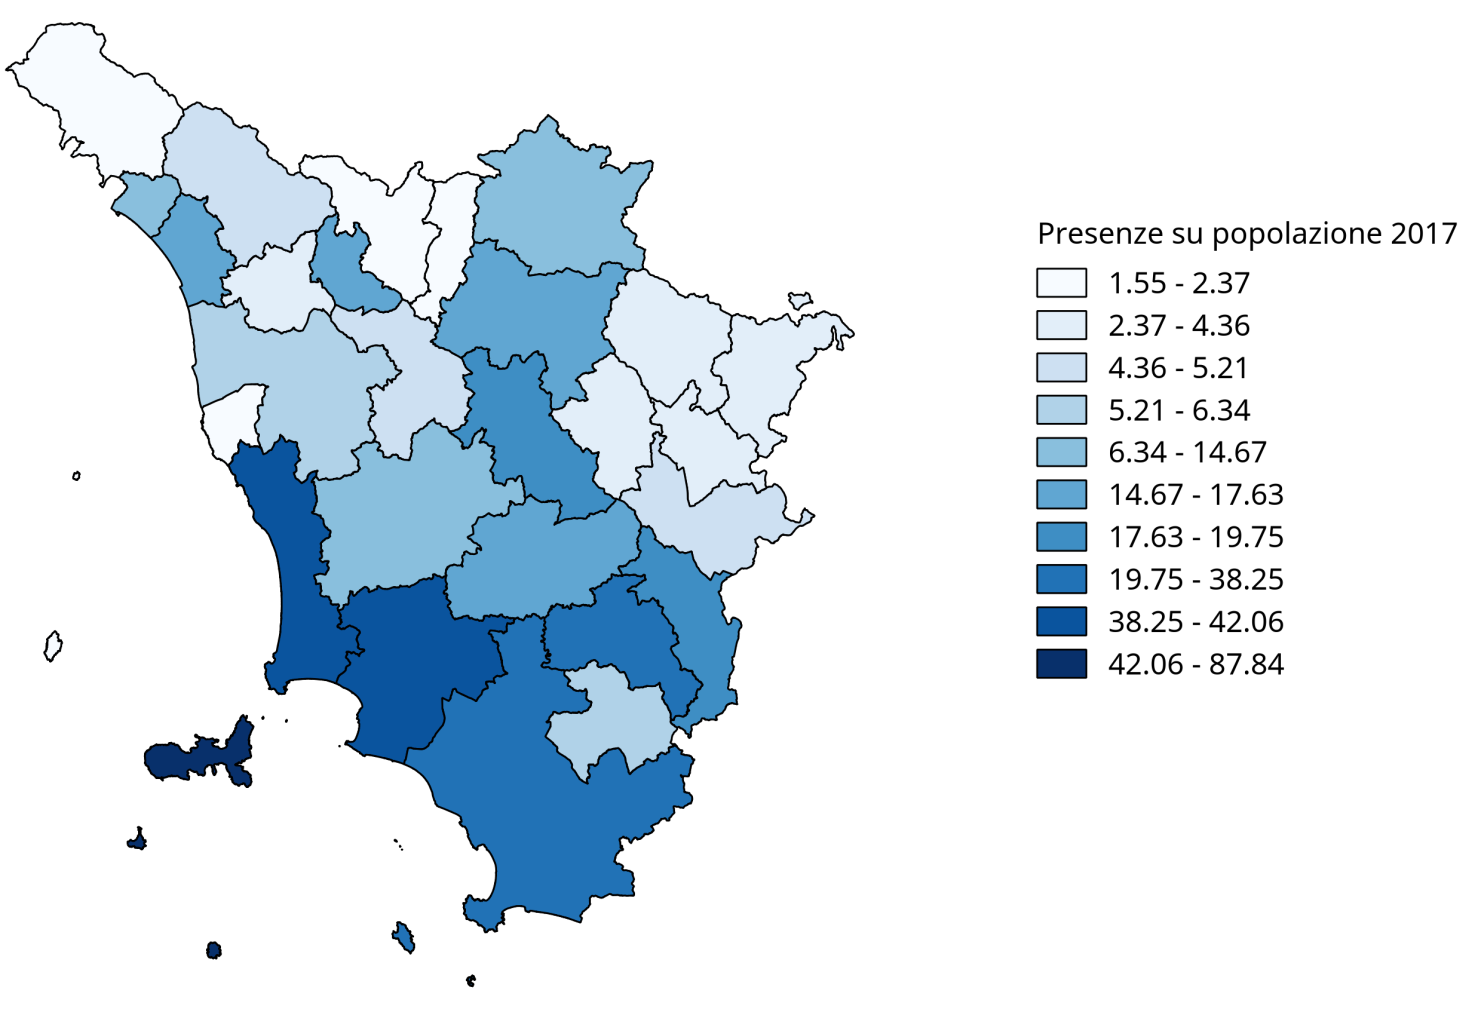 Presenze su popolazione 2017
1.55 - 2.37
2.37 - 4.36
4.36 - 5.21
5.21 - 6.34
6.34 - 14.67
14.67 - 17.63
17.63 - 19.75
19.75 - 38.25
38.25 - 42.06
42.06 - 87.84